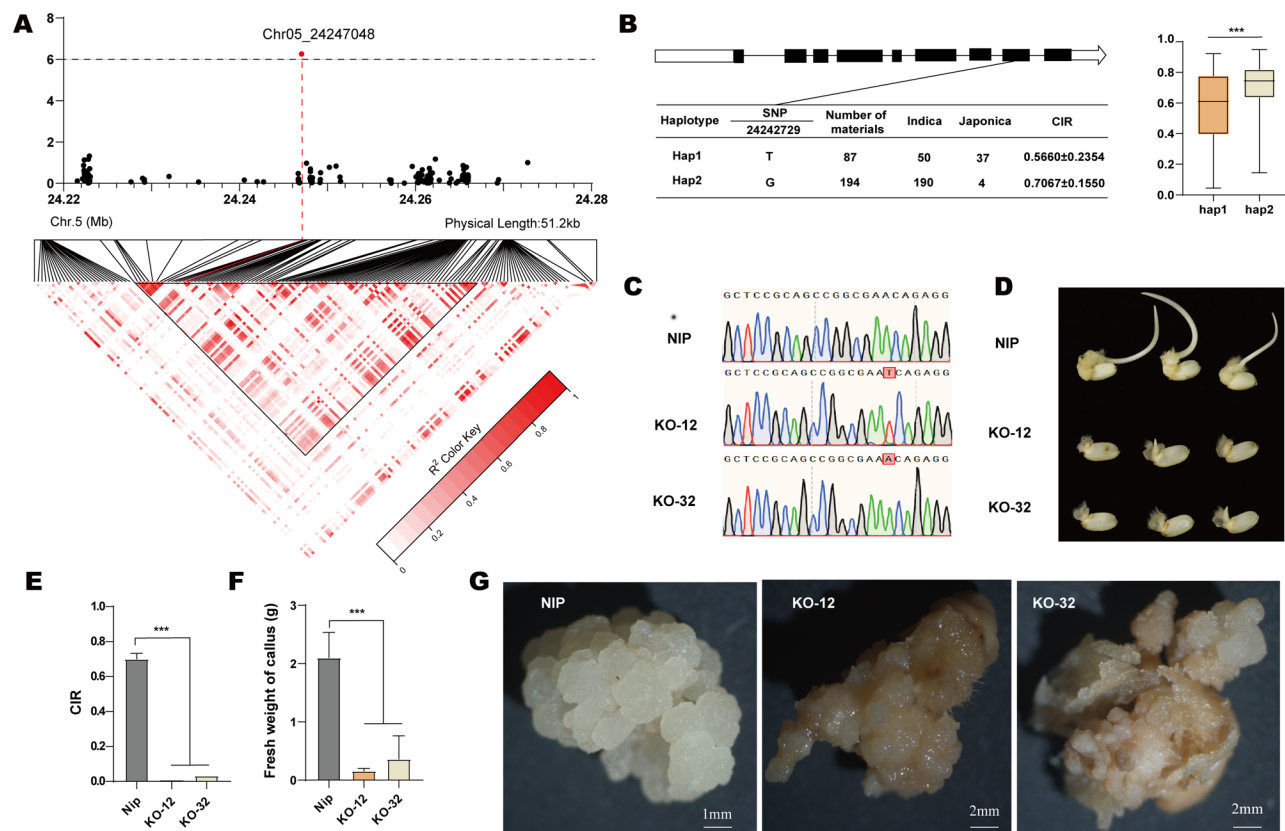 A
8
6
4
2
0
Chr05_24247048
24.22
24.24
24.26
24.28
Chr.5 (Mb)
Physical Length:51.2kb
R² Color Key
0
0.2
0.4
0.6
0.8
1
B
Haplotype
SNP
24242729
Number of
materials
Indica
Japonica
CIR
Hap1 T 87 50 37 0.5660±0.2354
Hap2 G 194 190 4 0.7067±0.1550
***
1.0
0.8
0.6
0.4
0.2
0.0
hap1 hap2
C
GCTCCGCAGCCGGCGAACAGAGG
NIP
GCTCCGCAGCCGGCGAATCAGAGG
KO-12
GCTCCGCAGCCGGCGAAACAGAGG
KO-32
D
NIP
KO-12
KO-32
E
CIR
1.0
0.8
0.6
0.4
0.2
0.0
***
Nip
KO-12
KO-32
F
Fresh weight of callus (g)
3
2
1
0
***
Nip
KO-12
KO-32
G
NIP
1mm
KO-12
2mm
KO-32
2mm